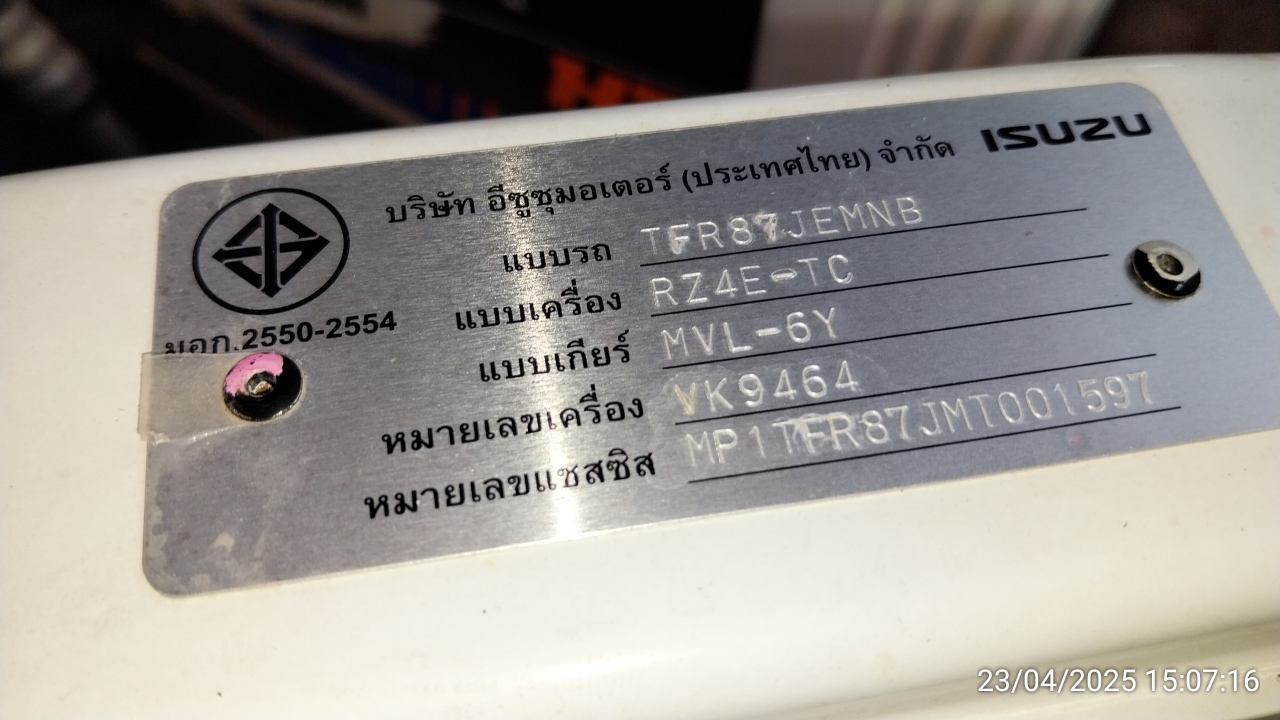 บริษัท อีซูซุมอเตอร์ (ประเทศไทย) จำกัด ISUZU
แบบรถ TFR87JEMNB
แบบเครื่อง RZ4E-TC
แบบเกียร์ MVL-6Y
หมายเลขเครื่อง VK9464
หมายเลขแชสซิส MP1TFR87JMT001597
มอก.2550-2554
23/04/2025 15:07:16